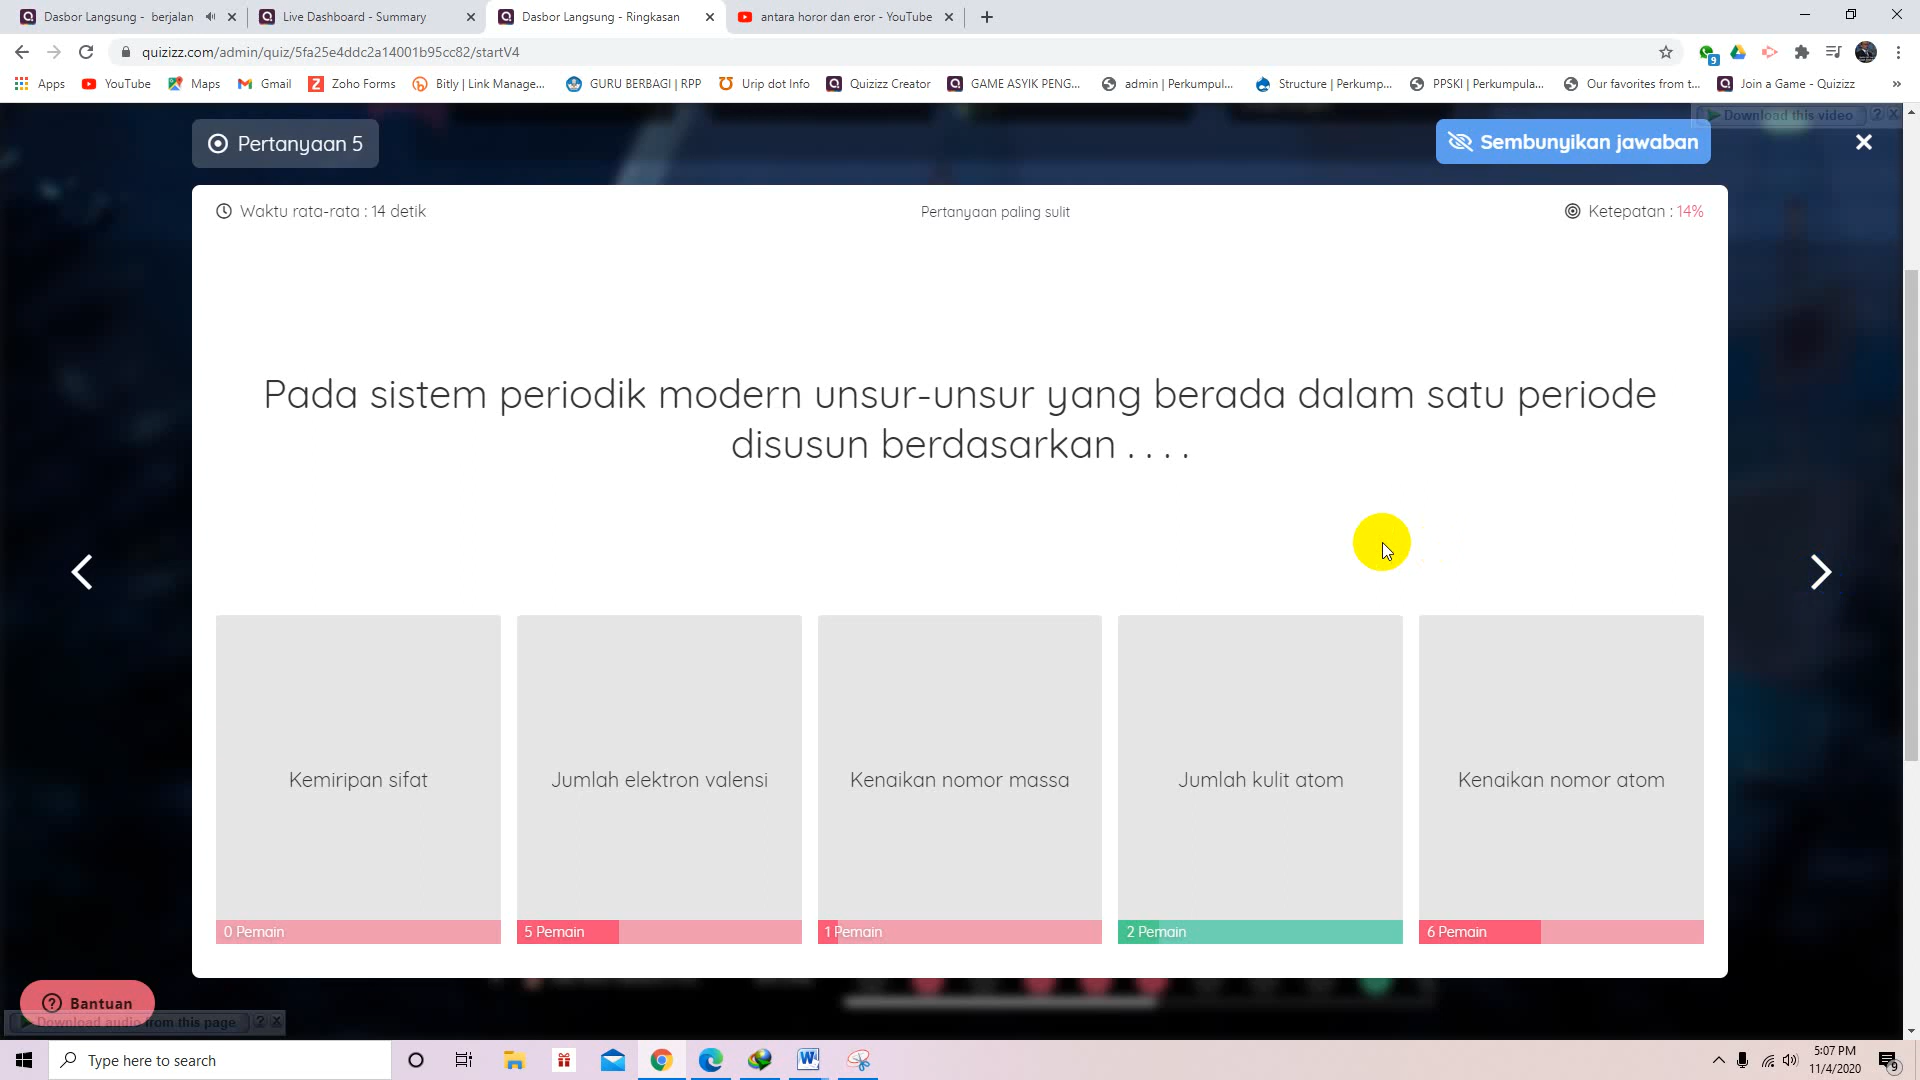 Dasbor Langsung - berjalan
Live Dashboard - Summary
Dasbor Langsung - Ringkasan
antara horor dan eror - YouTube
quizizz.com/admin/quiz/5fa25e4ddc2a14001b95cc82/startV4
9
Apps
YouTube
Maps
Gmail
Zoho Forms
Bitly | Link Manage...
GURU BERBAGI | RPP
Urip dot Info
Quizizz Creator
GAME ASYIK PENG...
admin | Perkumpul...
Structure | Perkump...
PPSKI | Perkumpula...
Our favorites from t...
Join a Game - Quizizz
Download this video
Pertanyaan 5
Sembunyikan jawaban
Waktu rata-rata : 14 detik
Pertanyaan paling sulit
Ketepatan : 14%
Pada sistem periodik modern unsur-unsur yang berada dalam satu periode
disusun berdasarkan . . . .
Kemiripan sifat
Jumlah elektron valensi
Kenaikan nomor massa
Jumlah kulit atom
Kenaikan nomor atom
0 Pemain
5 Pemain
1 Pemain
2 Pemain
6 Pemain
Bantuan
Download audio from this page
Type here to search
5:07 PM
11/4/2020
9